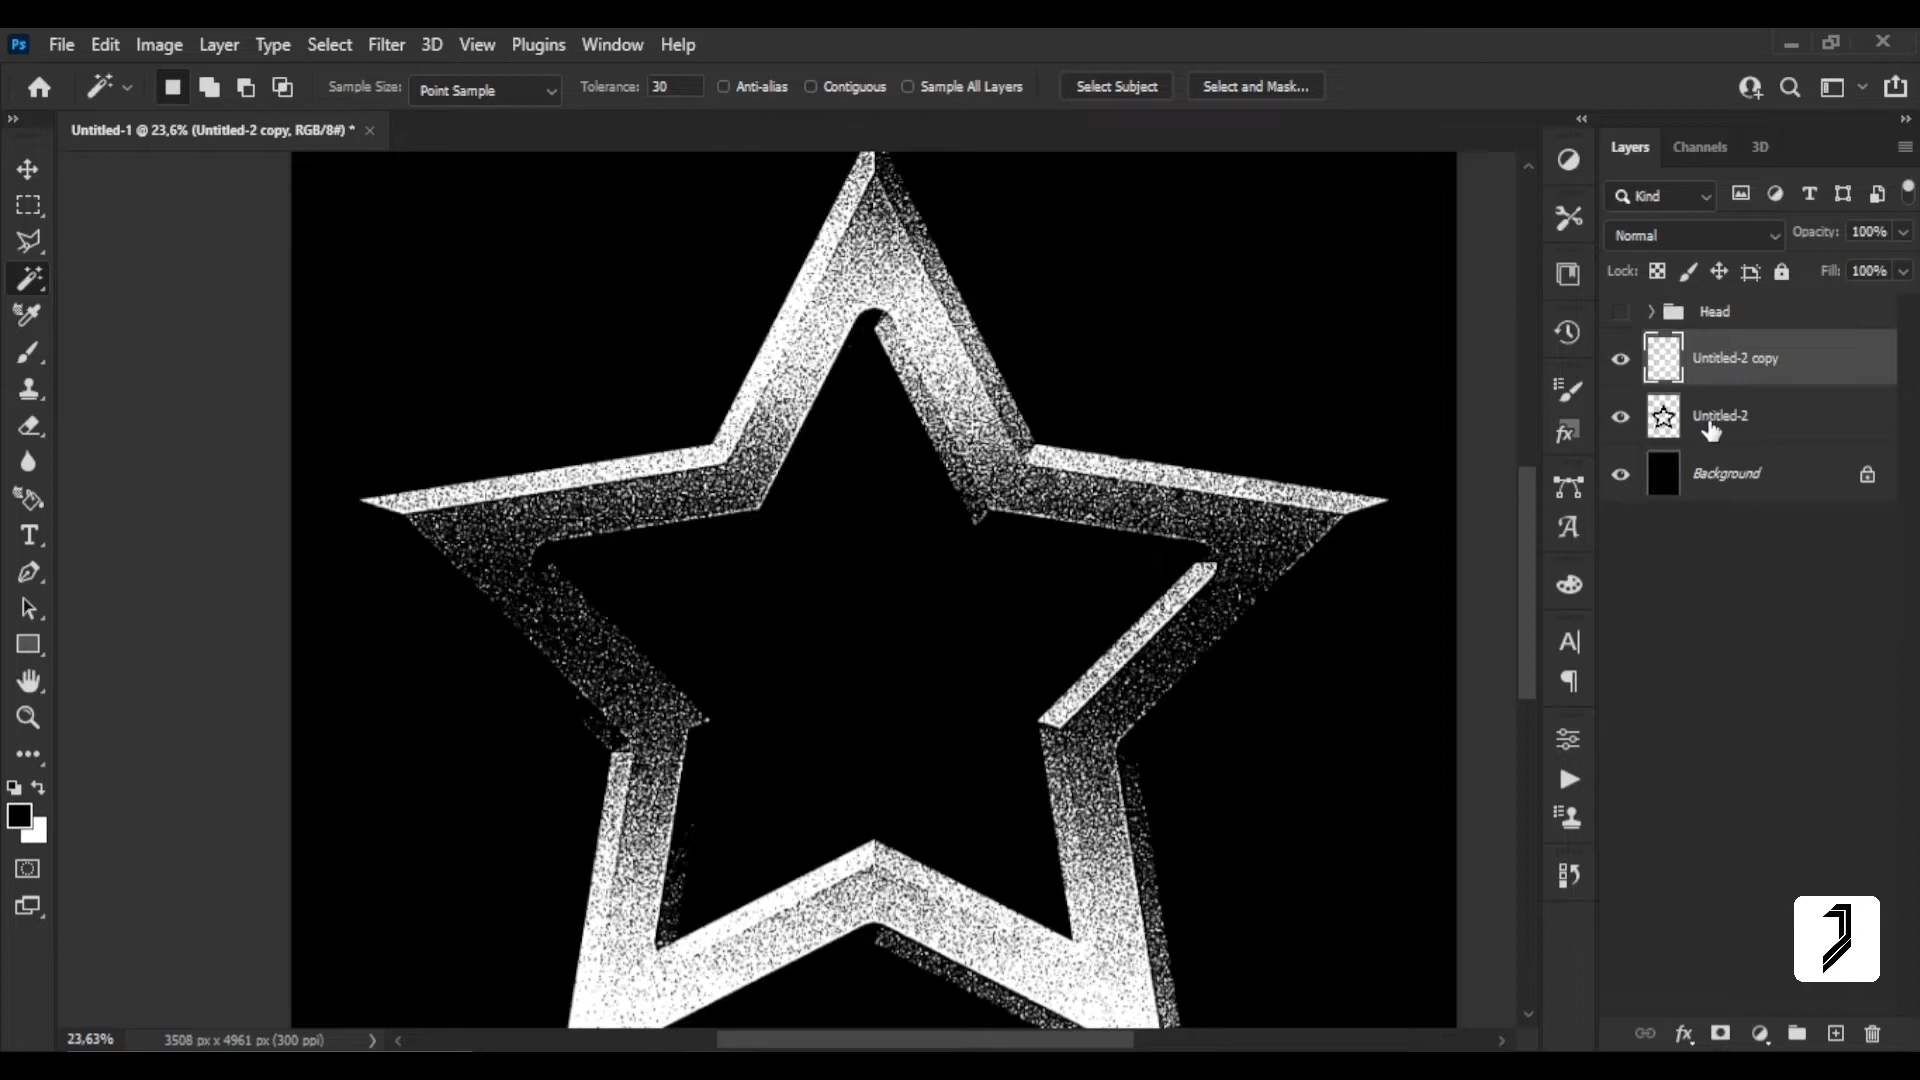 Ps File Edit Image Layer Type Select Filter 3D View Plugins Window Help
Sample Size: Point Sample Tolerance: 30 Anti-alias Contiguous Sample All Layers Select Subject Select and Mask...
Untitled-1 @ 23,6% (Untitled-2 copy, RGB/8#) *
Layers Channels 3D
Kind
Normal Opacity: 100%
Lock: Fill: 100%
Head
Untitled-2 copy
Untitled-2
Background
23,63% 3508 px x 4961 px (300 ppi)